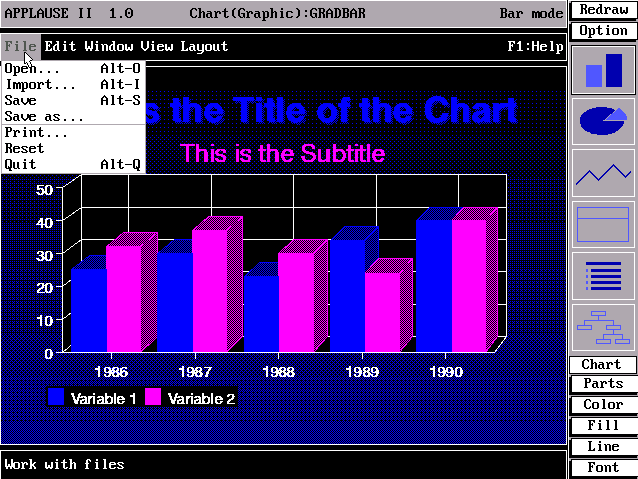 APPLAUSE II 1.0 Chart(Graphic):GRADBAR Bar mode
Redraw
Option
File Edit Window View Layout F1:Help
Open... Alt-O
Import... Alt-I
Save Alt-S
Save as...
Print...
Reset
Quit Alt-Q
s the Title of the Chart
This is the Subtitle
50
40
30
20
10
0
1986 1987 1988 1989 1990
Variable 1 Variable 2
Chart
Parts
Color
Fill
Line
Font
Work with files